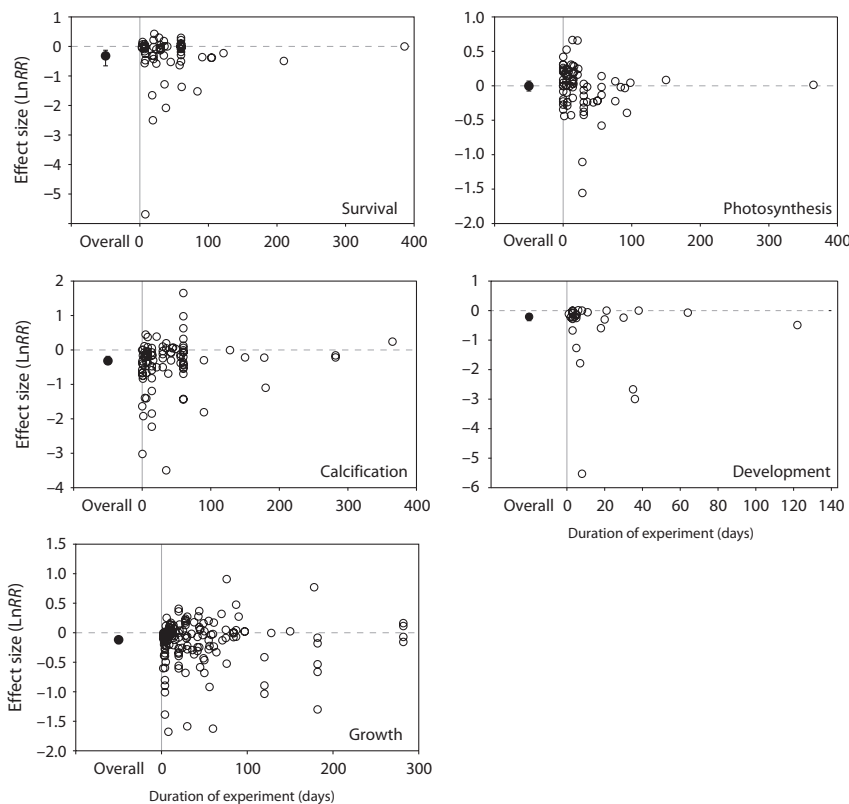 1
0
−1
−2
−3
−4
−5
Effect size (LnRR)
Survival
Overall 0 100 200 300 400
1.0
0.5
0.0
−0.5
−1.0
−1.5
−2.0
Photosynthesis
Overall 0 100 200 300 400
2
1
0
−1
−2
−3
−4
Effect size (LnRR)
Calcification
Overall 0 100 200 300 400
1
0
−1
−2
−3
−4
−5
−6
Development
Overall 0 20 40 60 80 100 120 140
Duration of experiment (days)
1.5
1.0
0.5
0
−0.5
−1.0
−1.5
−2.0
Effect size (LnRR)
Growth
Overall 0 50 100 150 200 250 300
Duration of experiment (days)